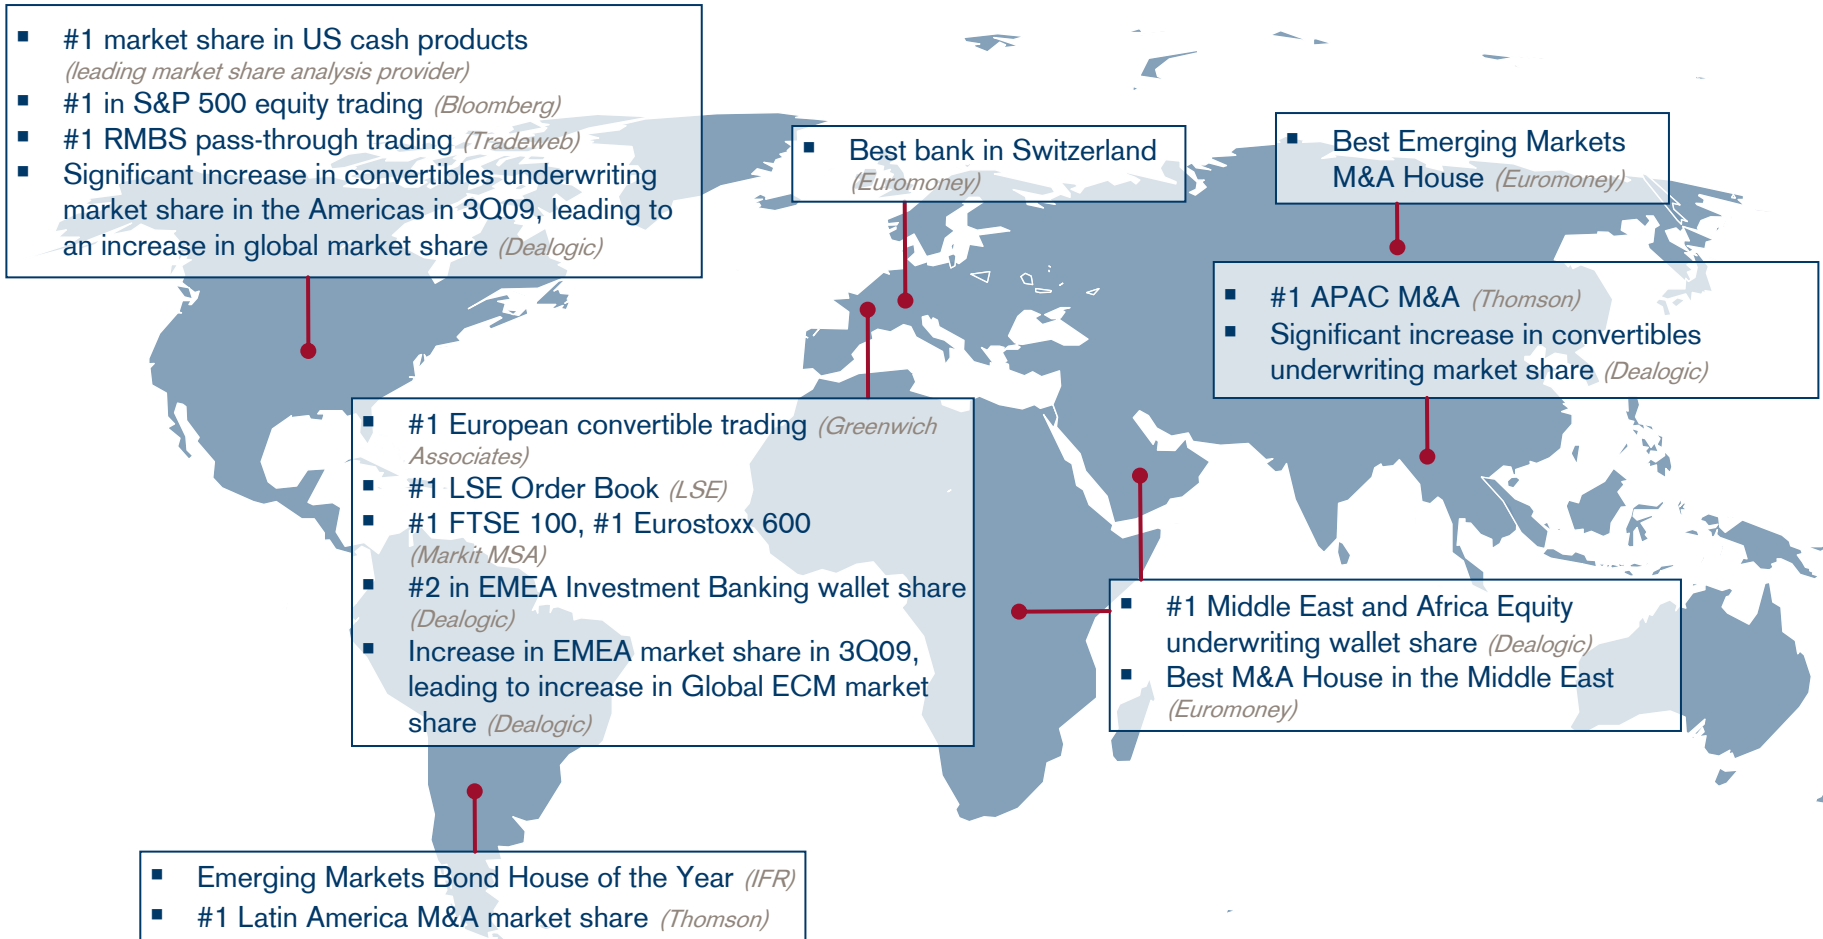 ▪ #1 market share in US cash products
(leading market share analysis provider)
▪ #1 in S&P 500 equity trading (Bloomberg)
▪ #1 RMBS pass-through trading (Tradeweb)
▪ Significant increase in convertibles underwriting
market share in the Americas in 3Q09, leading to
an increase in global market share (Dealogic)
▪ Best bank in Switzerland
(Euromoney)
▪ Best Emerging Markets
M&A House (Euromoney)
▪ #1 APAC M&A (Thomson)
▪ Significant increase in convertibles
underwriting market share (Dealogic)
▪ #1 European convertible trading (Greenwich
Associates)
▪ #1 LSE Order Book (LSE)
▪ #1 FTSE 100, #1 Eurostoxx 600
(Markit MSA)
▪ #2 in EMEA Investment Banking wallet share
(Dealogic)
▪ Increase in EMEA market share in 3Q09,
leading to increase in Global ECM market
share (Dealogic)
▪ #1 Middle East and Africa Equity
underwriting wallet share (Dealogic)
▪ Best M&A House in the Middle East
(Euromoney)
▪ Emerging Markets Bond House of the Year (IFR)
▪ #1 Latin America M&A market share (Thomson)